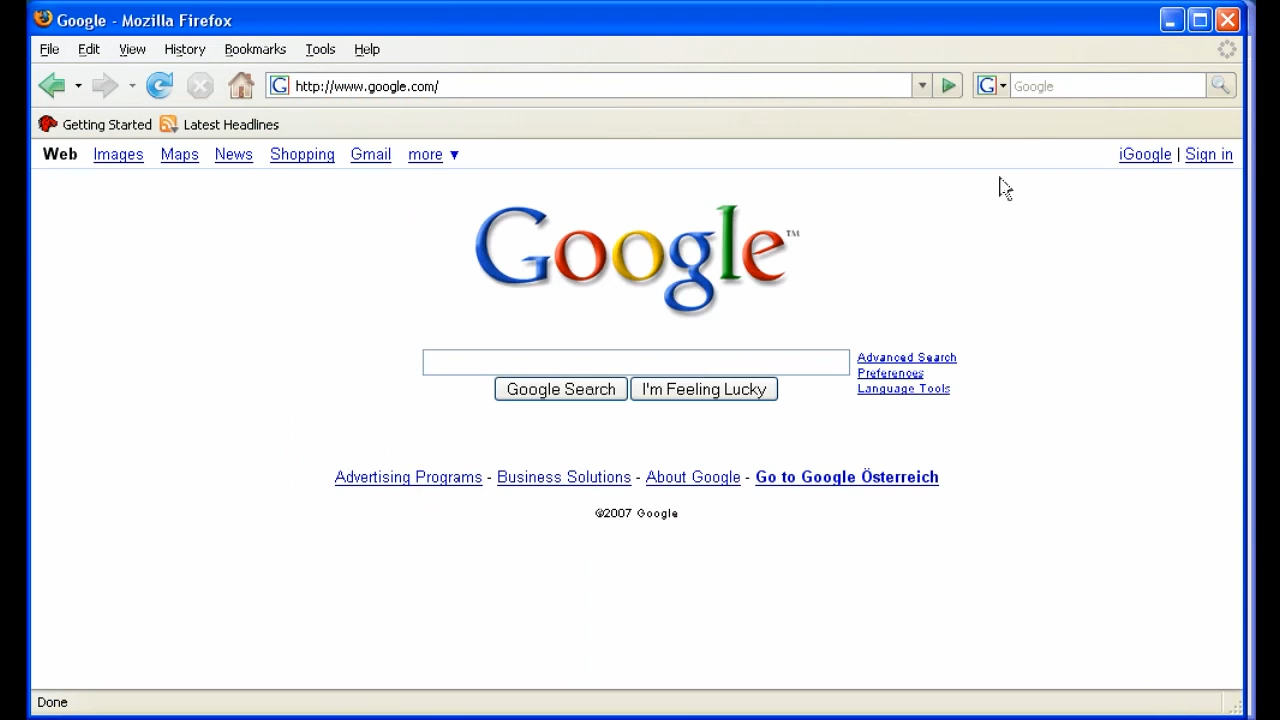 Google - Mozilla Firefox
File Edit View History Bookmarks Tools Help
http://www.google.com/ Google
Getting Started Latest Headlines
Web Images Maps News Shopping Gmail more ▼ iGoogle | Sign in
Google™
Advanced Search
Preferences
Language Tools
Google Search I'm Feeling Lucky
Advertising Programs - Business Solutions - About Google - Go to Google Österreich
©2007 Google
Done